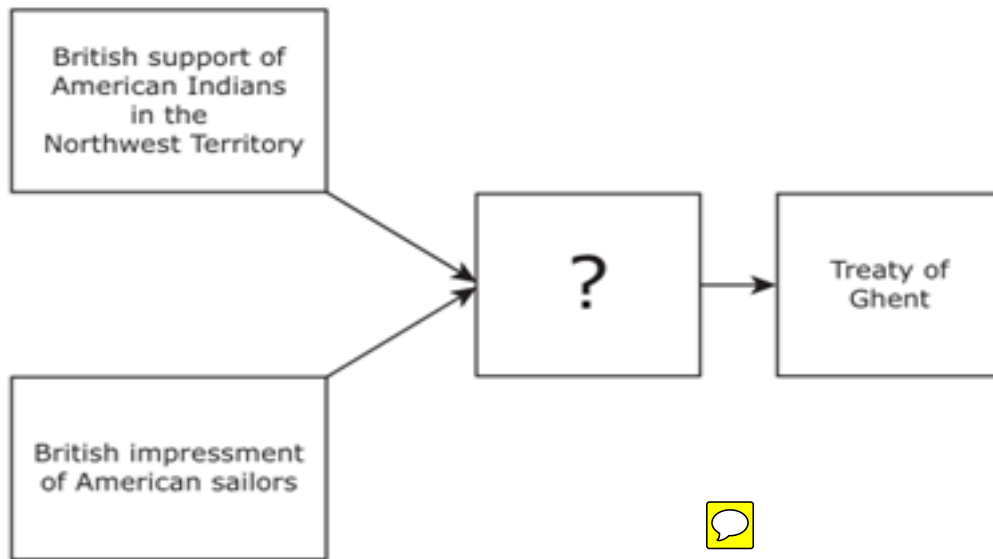 British support of
American Indians
in the
Northwest Territory
?
Treaty of
Ghent
British impressment
of American sailors